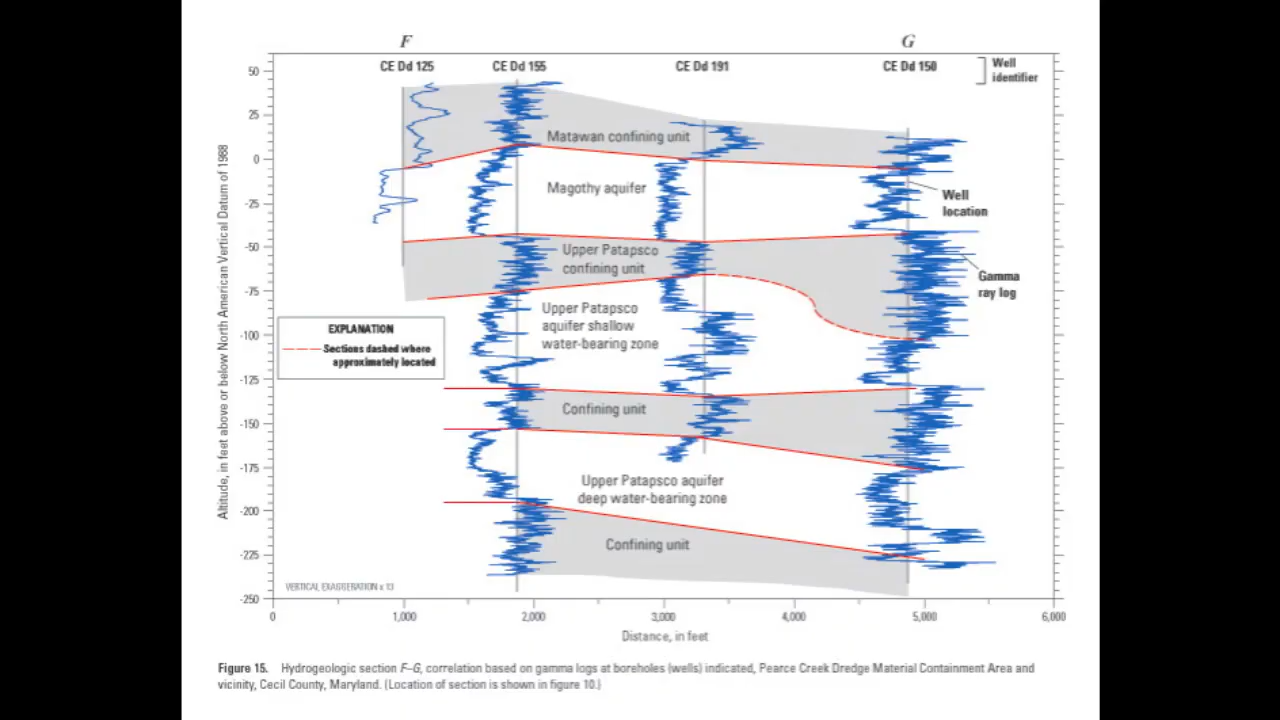 F G
CE Dd 125 CE Dd 155 CE Dd 191 CE Dd 150
Well
identifier
50
25
0
-25
-50
-75
-100
-125
-150
-175
-200
-225
-250
Altitude, in feet above or below North American Vertical Datum of 1988
Matawan confining unit
Magothy aquifer
Well
location
Upper Patapsco
confining unit
Gamma
ray log
Upper Patapsco
aquifer shallow
water-bearing zone
EXPLANATION
Sections dashed where
approximately located
Confining unit
Upper Patapsco aquifer
deep water-bearing zone
Confining unit
VERTICAL EXAGGERATION x 13
0 1,000 2,000 3,000 4,000 5,000 6,000
Distance, in feet
Figure 15. Hydrogeologic section F–G, correlation based on gamma logs at boreholes (wells) indicated, Pearce Creek Dredge Material Containment Area and
vicinity, Cecil County, Maryland. (Location of section is shown in figure 10.)